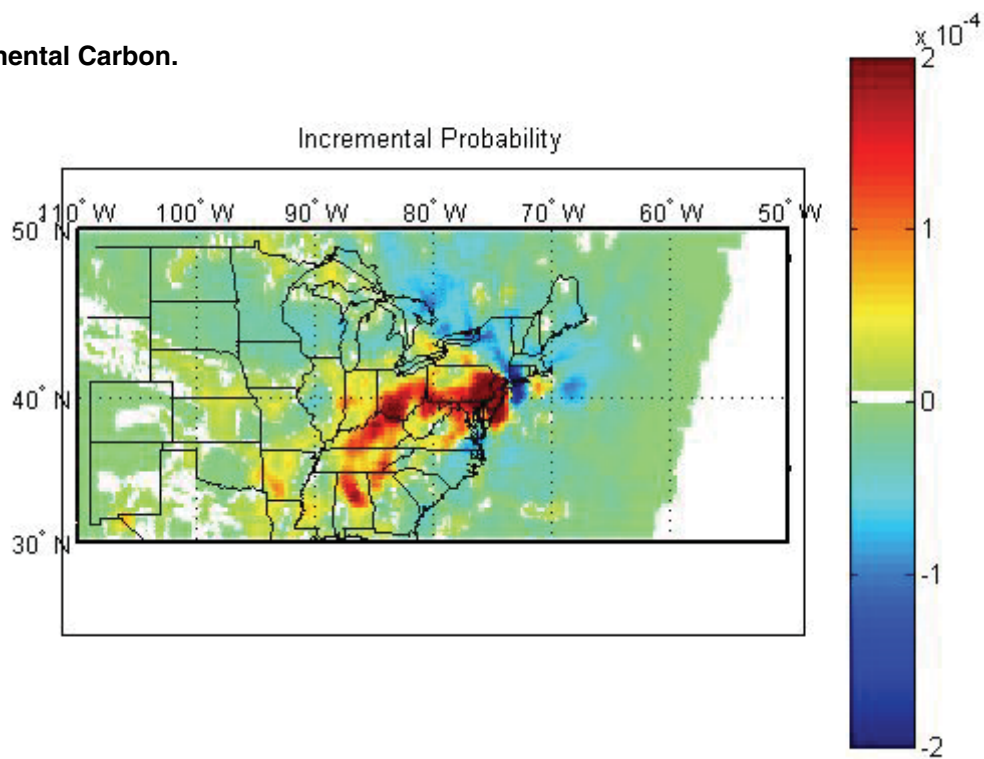 mental Carbon.
x 10-4
Incremental Probability
110° W 100° W 90° W 80° W 70° W 60° W 50° W
50° N
40° N
30° N
2
1
0
-1
-2